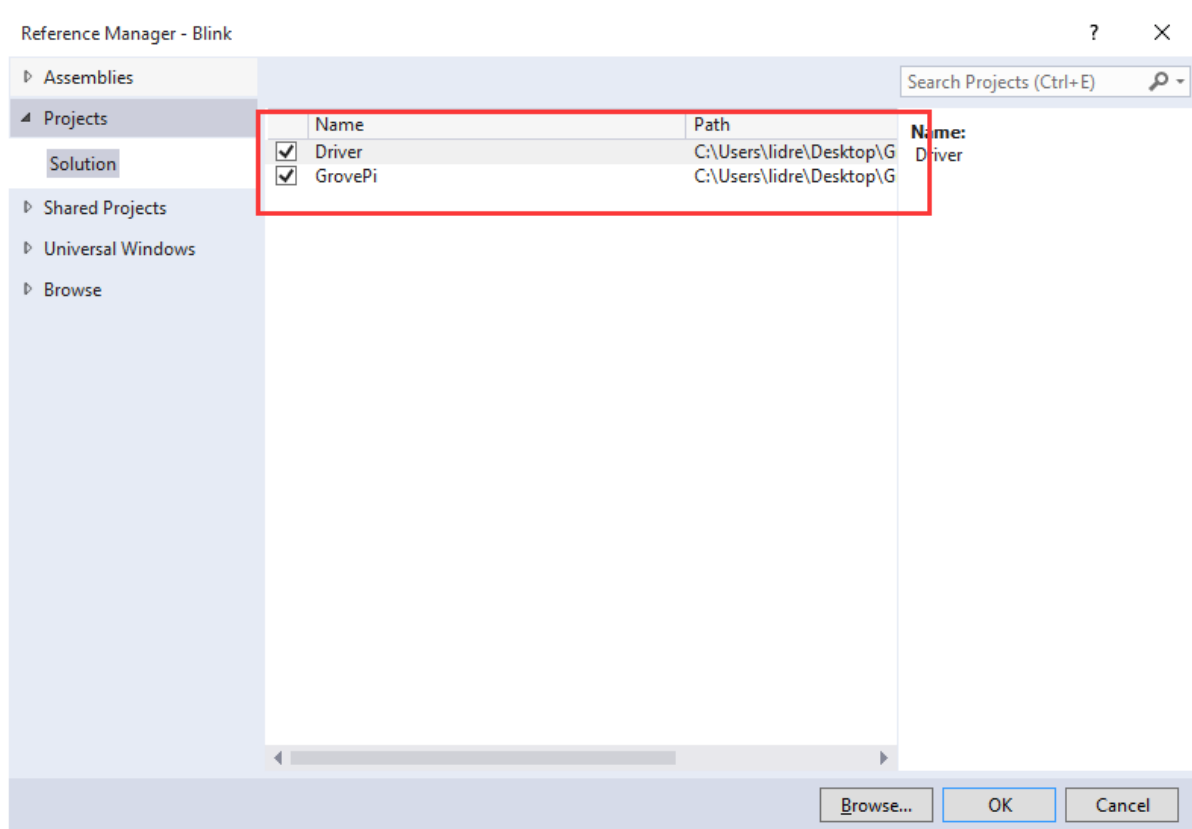 Reference Manager - Blink
?
Assemblies
Search Projects (Ctrl+E)
Projects
Solution
Shared Projects
Universal Windows
Browse
Name Path
Driver C:\Users\lidre\Desktop\G
GrovePi C:\Users\lidre\Desktop\G
Name:
Driver
Browse... OK Cancel